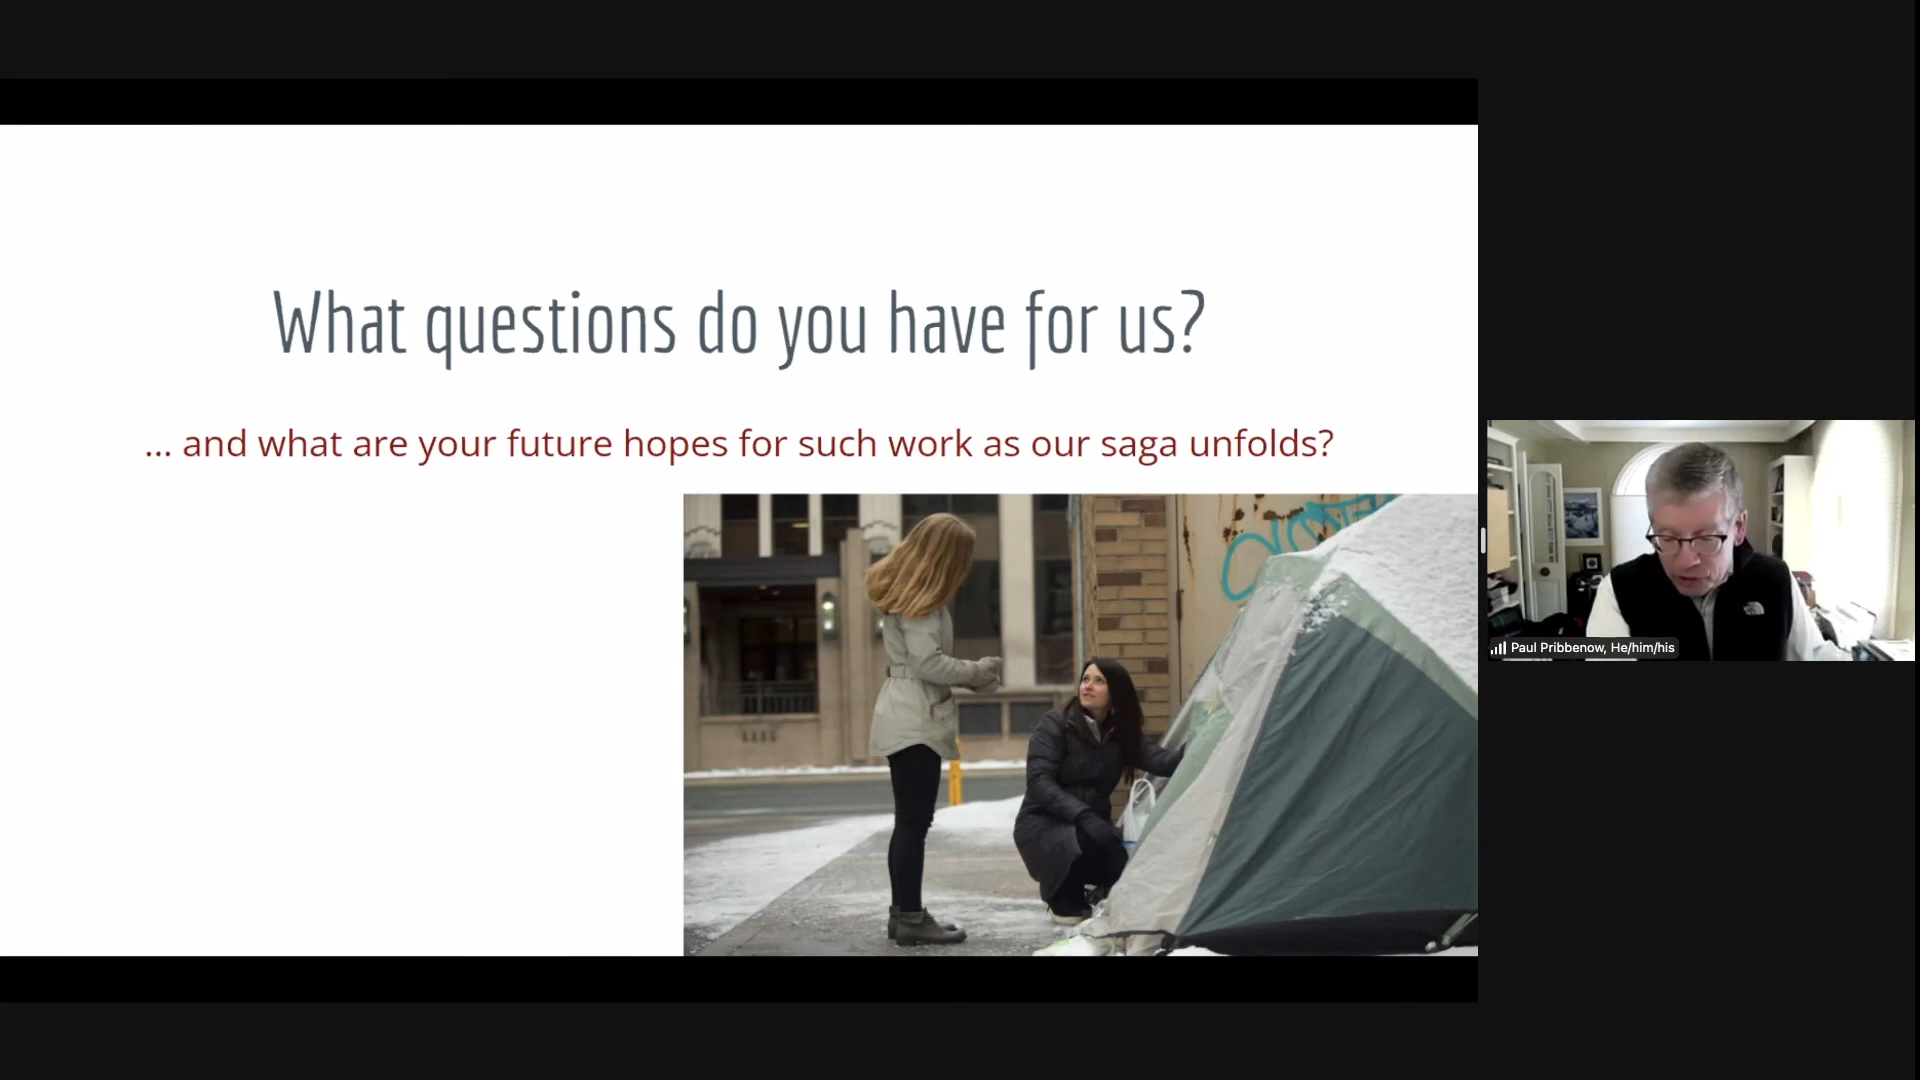 What questions do you have for us?
... and what are your future hopes for such work as our saga unfolds?
Paul Pribbenow, He/him/his